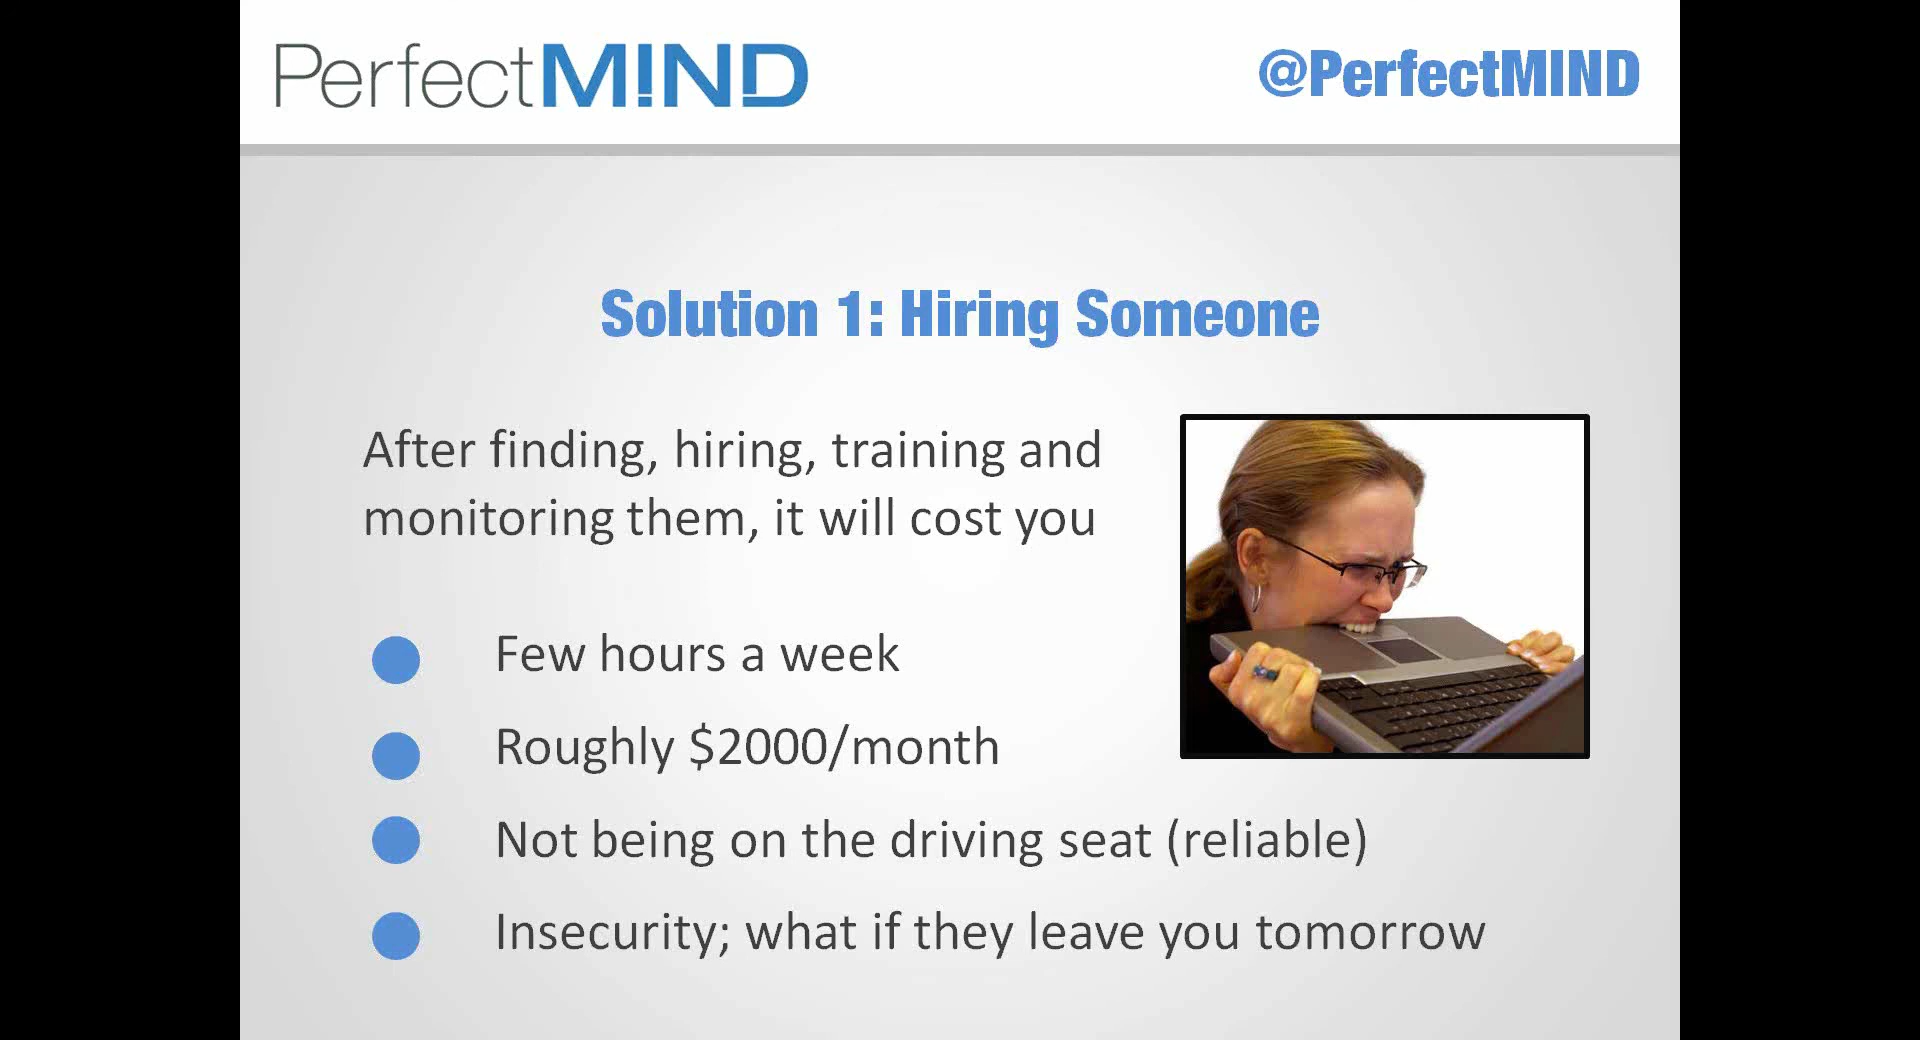 PerfectMIND
@PerfectMIND
Solution 1: Hiring Someone
After finding, hiring, training and
monitoring them, it will cost you
Few hours a week
Roughly $2000/month
Not being on the driving seat (reliable)
Insecurity; what if they leave you tomorrow